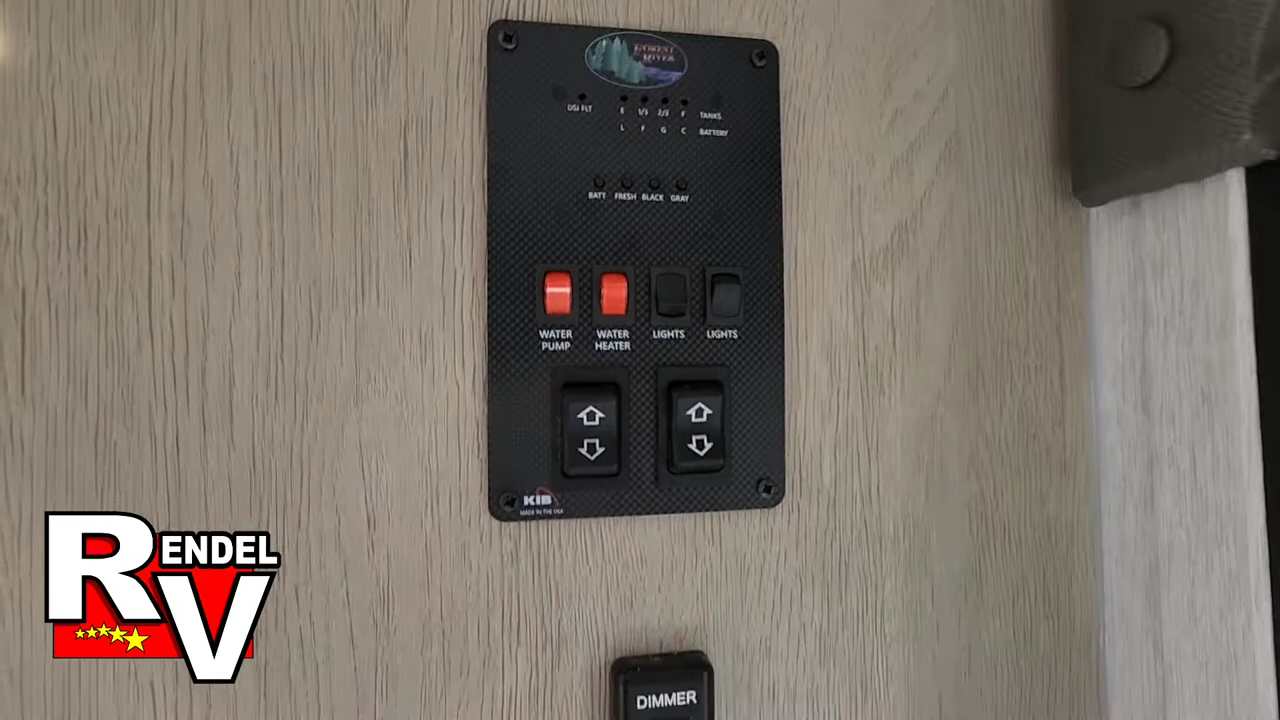 FOREST
RIVER
DSI FLT
E 1/3 2/3 F TANKS
L F G C BATTERY
BATT FRESH BLACK GRAY
WATER PUMP
WATER HEATER
LIGHTS
LIGHTS
KIB
MADE IN THE USA
DIMMER
RENDEL
RV